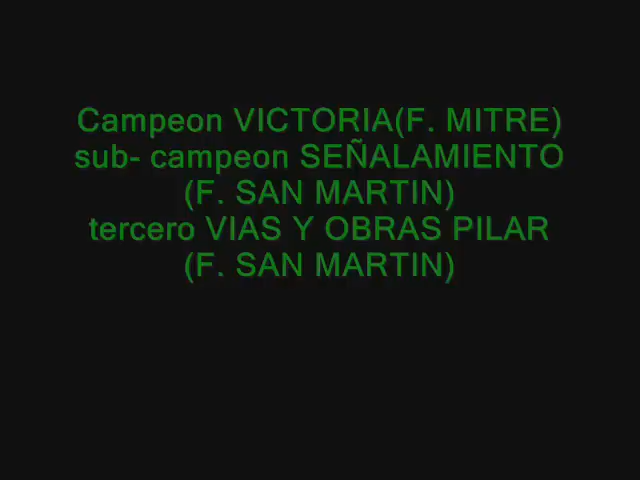 Campeon VICTORIA(F. MITRE)
sub- campeon SEÑALAMIENTO
(F. SAN MARTIN)
tercero VIAS Y OBRAS PILAR
(F. SAN MARTIN)